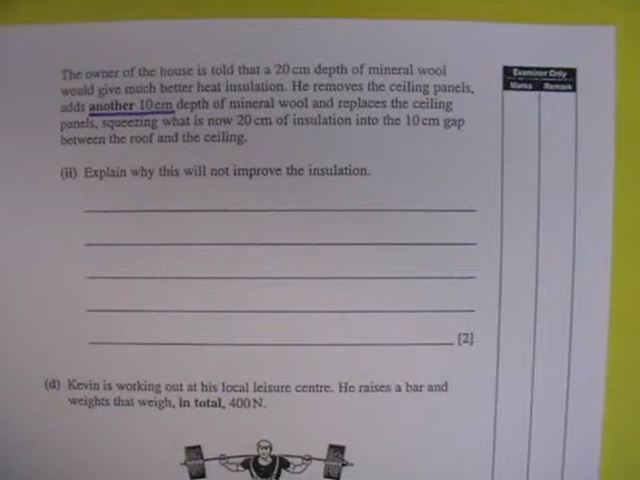 The owner of the house is told that a 20 cm depth of mineral wool
would give much better heat insulation. He removes the ceiling panels,
adds another 10 cm depth of mineral wool and replaces the ceiling
panels, squeezing what is now 20 cm of insulation into the 10 cm gap
between the roof and the ceiling.
Examiner Only
Marks Remark
(ii) Explain why this will not improve the insulation.
[2]
(d) Kevin is working out at his local leisure centre. He raises a bar and
weights that weigh, in total, 400 N.